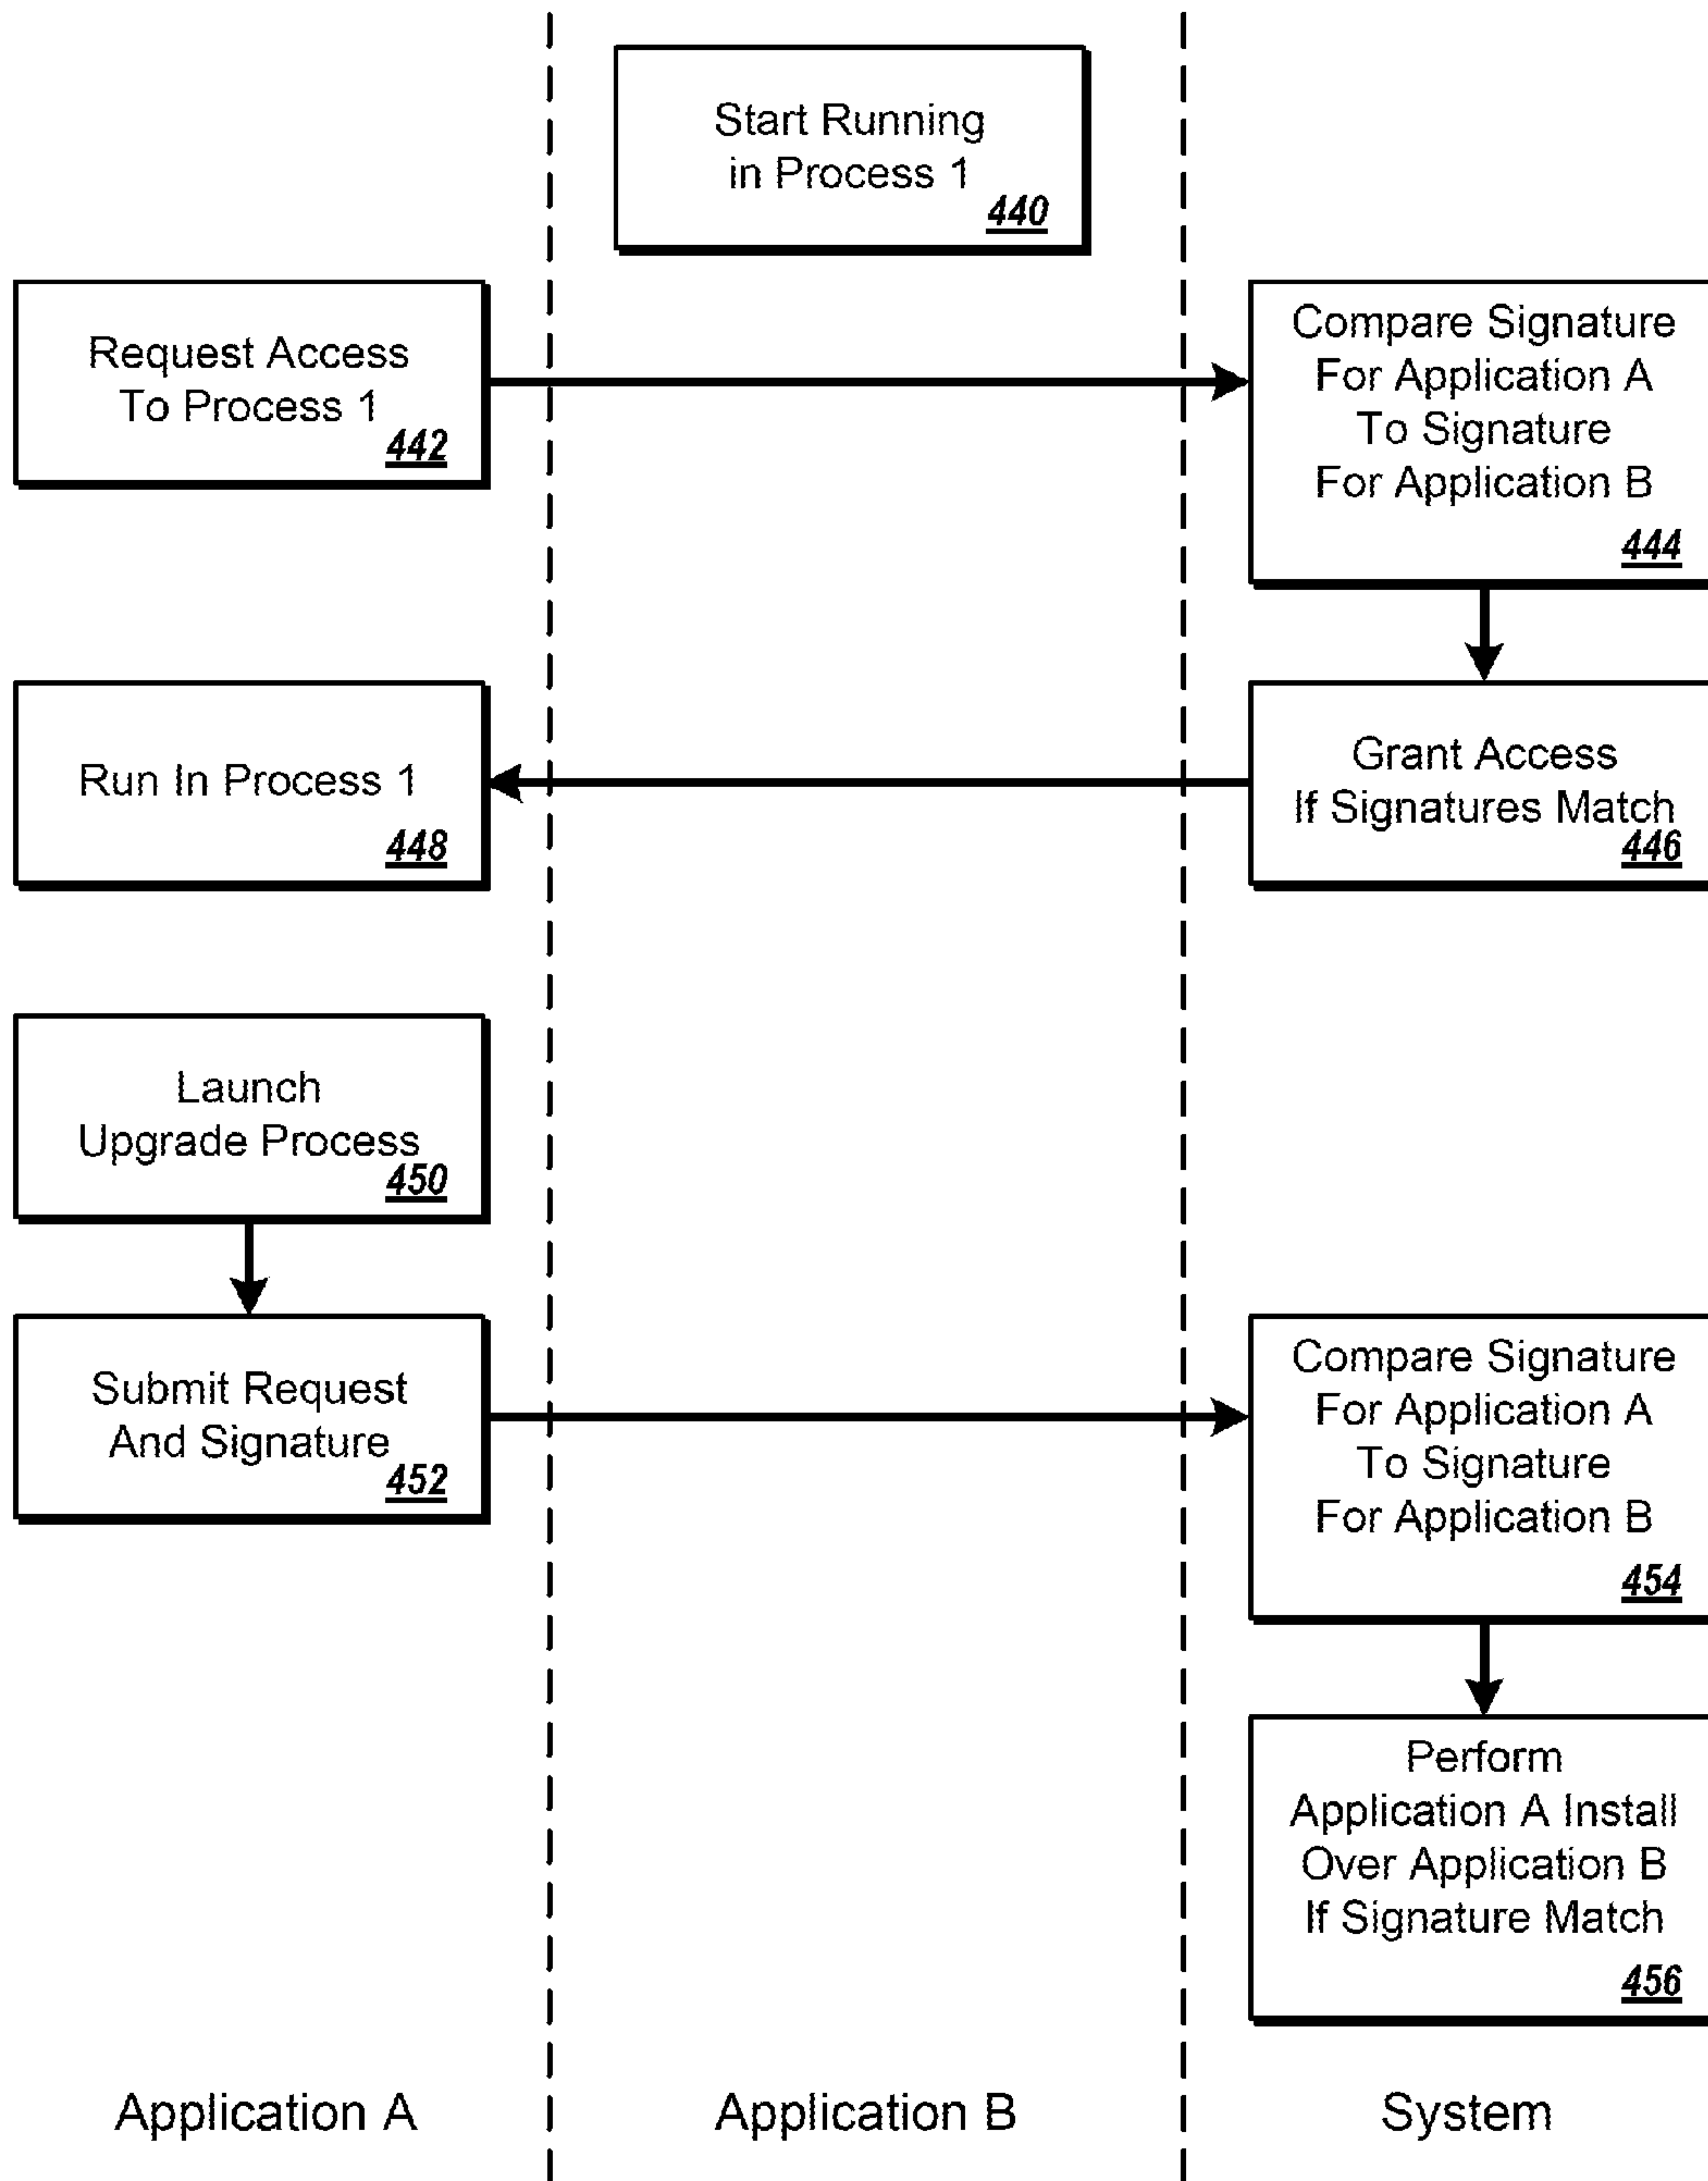 Start Running
in Process 1
440
Request Access
To Process 1
442
Compare Signature
For Application A
To Signature
For Application B
444
Run In Process 1
448
Grant Access
If Signatures Match
446
Launch
Upgrade Process
450
Submit Request
And Signature
452
Compare Signature
For Application A
To Signature
For Application B
454
Perform
Application A Install
Over Application B
If Signature Match
456
Application A
Application B
System